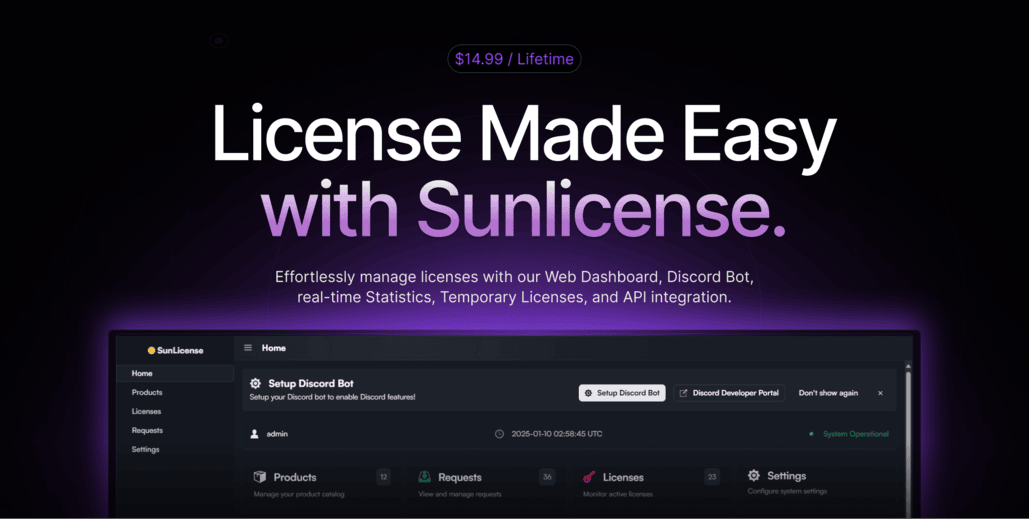 $14.99 / Lifetime
License Made Easy
with Sunlicense.
Effortlessly manage licenses with our Web Dashboard, Discord Bot,
real-time Statistics, Temporary Licenses, and API integration.
SunLicense
Home
Products
Licenses
Requests
Settings
Home
Setup Discord Bot
Setup your Discord bot to enable Discord features!
Setup Discord Bot
Discord Developer Portal
Don't show again
admin
2025-01-10 02:58:45 UTC
System Operational
Products
12
Manage your product catalog
Requests
36
View and manage requests
Licenses
23
Monitor active licenses
Settings
Configure system settings